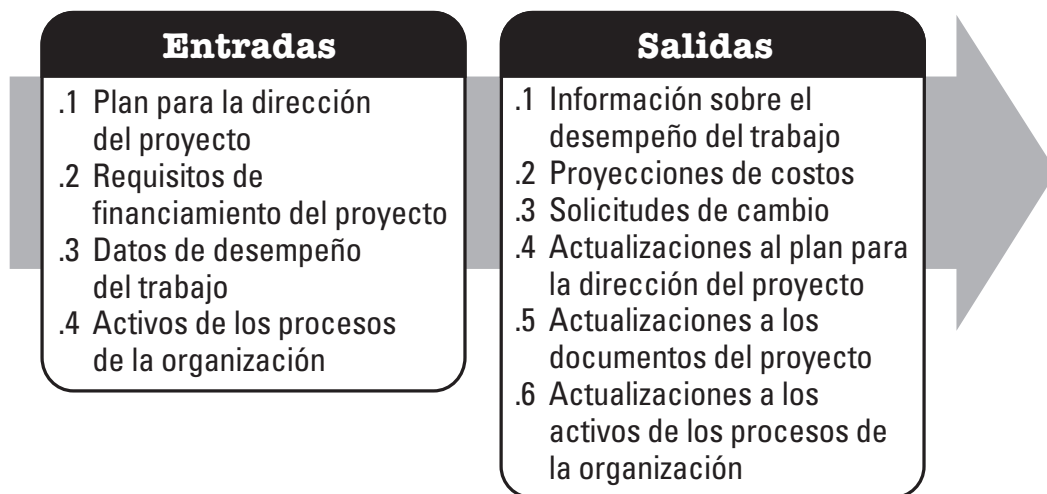 Entradas
.1 Plan para la dirección
del proyecto
.2 Requisitos de
financiamiento del proyecto
.3 Datos de desempeño
del trabajo
.4 Activos de los procesos
de la organización
Salidas
.1 Información sobre el
desempeño del trabajo
.2 Proyecciones de costos
.3 Solicitudes de cambio
.4 Actualizaciones al plan para
la dirección del proyecto
.5 Actualizaciones a los
documentos del proyecto
.6 Actualizaciones a los
activos de los procesos de
la organización